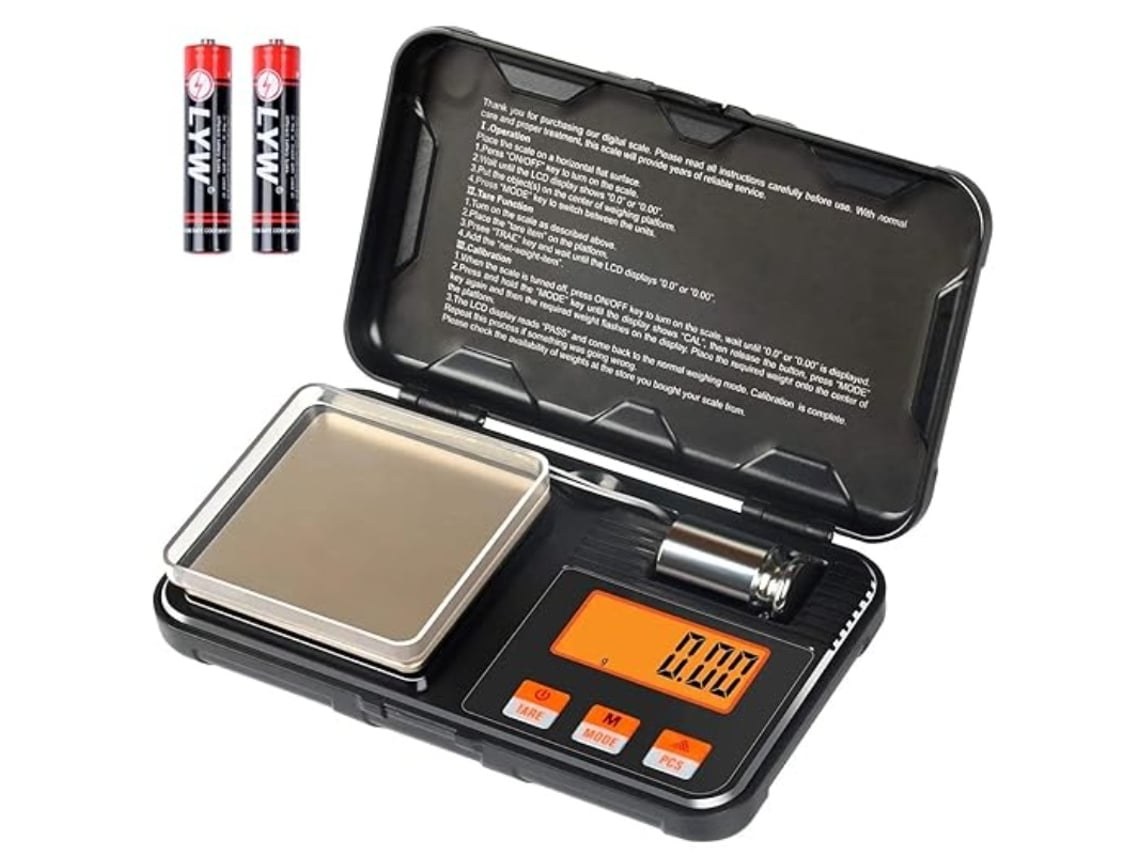 LYW
LYW
Thank you for purchasing our digital scale. Please read all instructions carefully before use. With normal
care and proper treatment, this scale will provide years of reliable service.
I.Operation
Place the scale on a horizontal flat surface.
1.Perss "ON/OFF" key to turn on the scale.
2.Wait until the LCD display shows "0.0" or "0.00".
3.Put the object(s) on the center of weighing platform.
4.Press "MODE" key to switch between the units.
II.Tare Function
1.Turn on the scale as described above.
2.Place the "tare item" on the platform.
3.Prsee "TRAE" key and wait until the LCD displays "0.0" or "0.00".
4.Add the "net-weight-item".
III.Calibration
1.When the scale is turned off, press ON/OFF key to turn on the scale, wait until "0.0" or "0.00" is displayed.
2.Press and hold the "MODE" key until the display shows "CAL", then release the button, press "MODE"
key again and then the required weight flashes on the display. Place the required weight onto the center of
the platform.
3.The LCD display reads "PASS" and come back to the normal weighing mode. Calibration is complete.
Repeat this process if something was going wrong.
Please check the availability of weights at the store you bought your scale from.
0.00
g
TARE
M
MODE
PCS